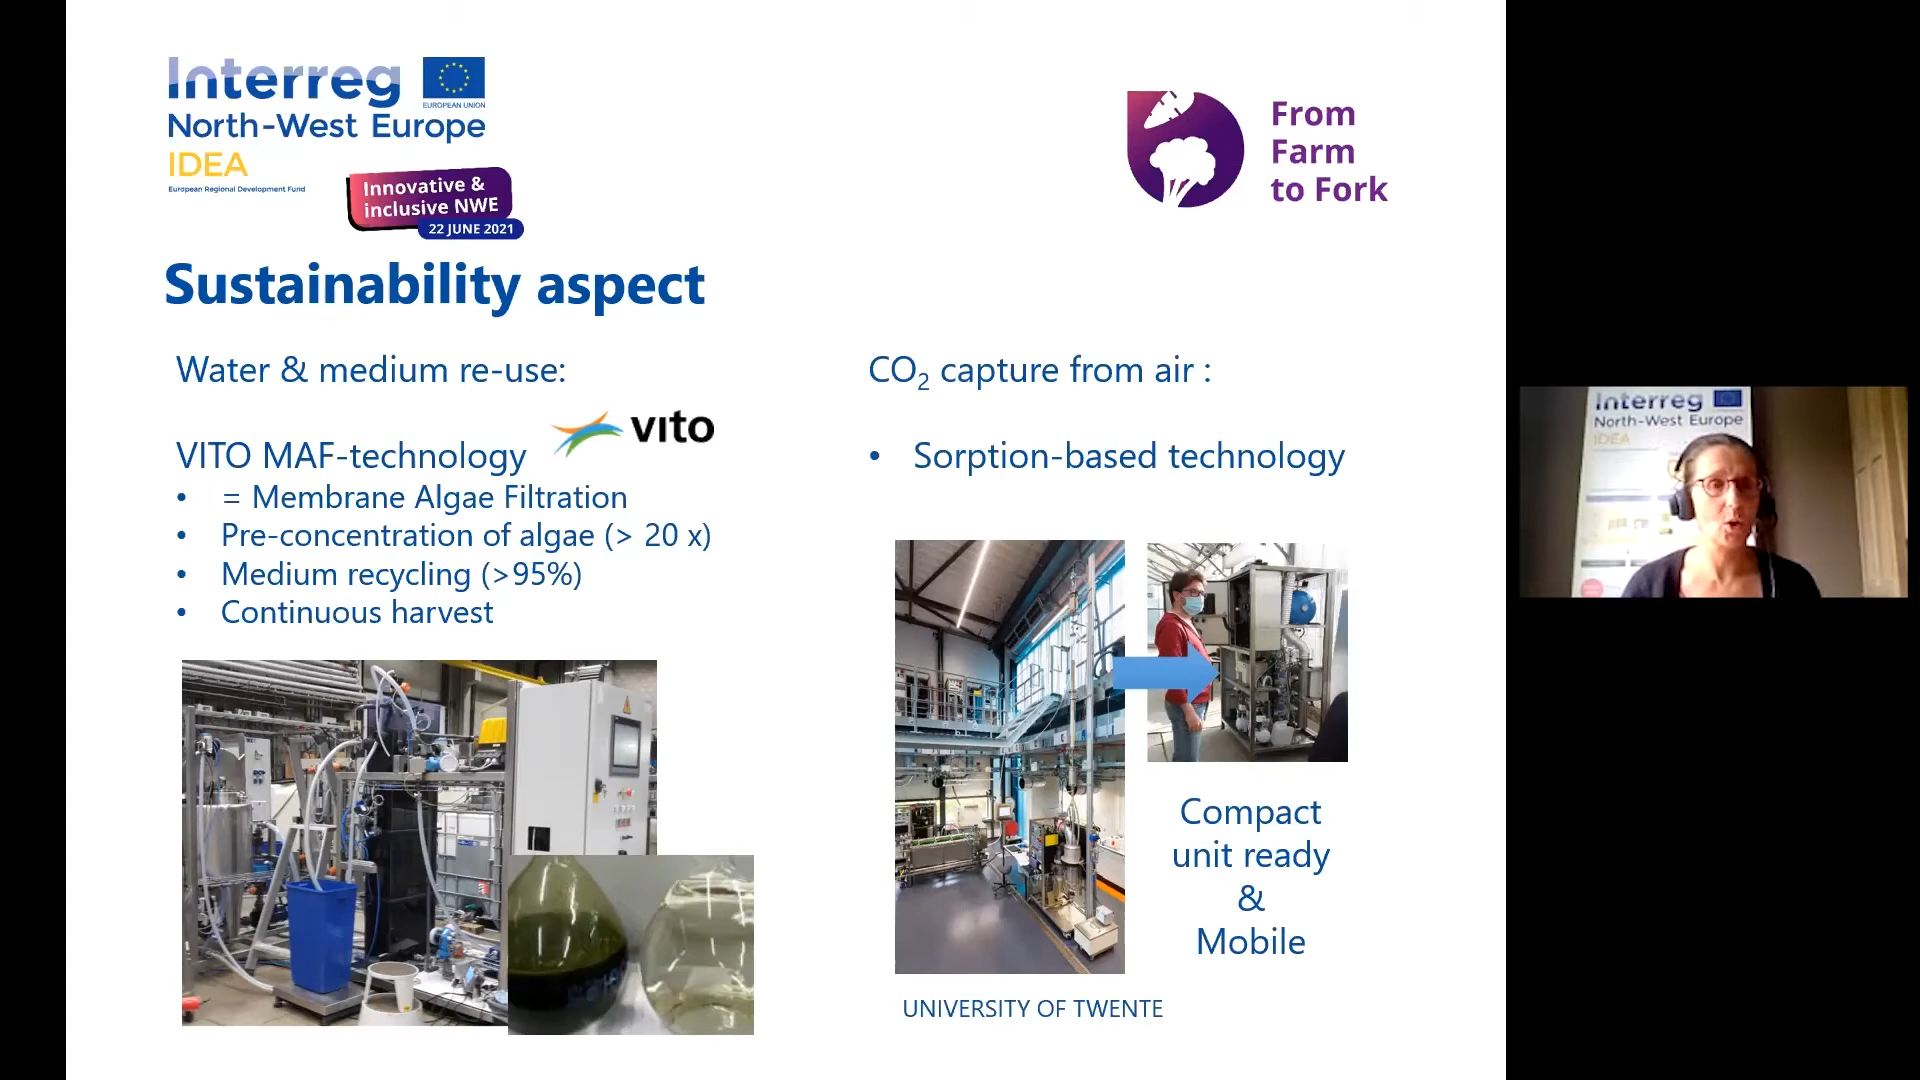 Interreg
EUROPEAN UNION
North-West Europe
IDEA
European Regional Development Fund
Innovative &
inclusive NWE
22 JUNE 2021
From
Farm
to Fork
Sustainability aspect
Water & medium re-use:
vito
VITO MAF-technology
• = Membrane Algae Filtration
• Pre-concentration of algae (> 20 x)
• Medium recycling (>95%)
• Continuous harvest
CO₂ capture from air :
• Sorption-based technology
Compact
unit ready
&
Mobile
UNIVERSITY OF TWENTE
Interreg
North-West Europe
IDEA